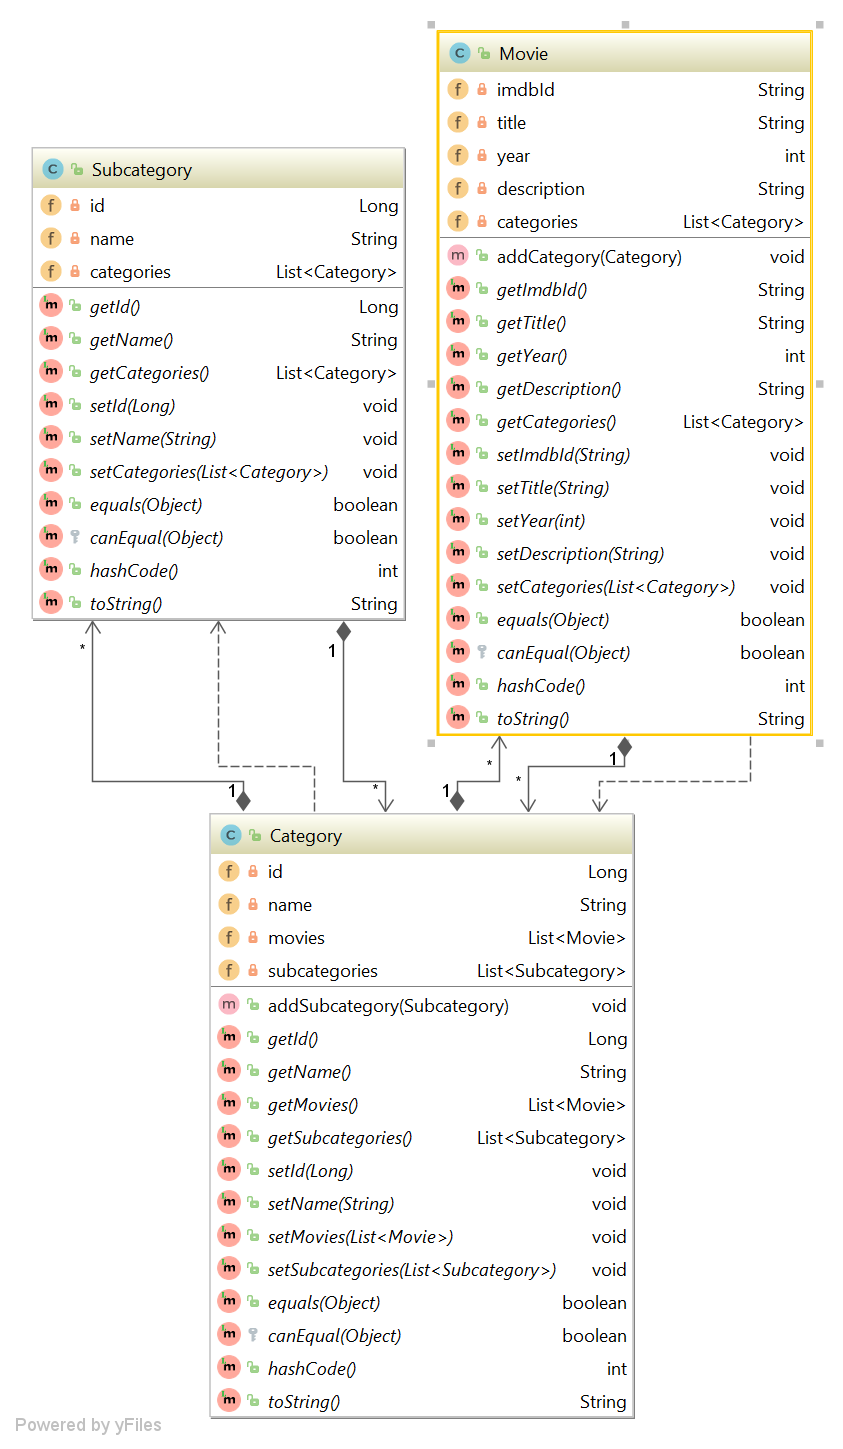 Movie
imdbId String
title String
year int
description String
categories List<Category>
addCategory(Category) void
getImdbId() String
getTitle() String
getYear() int
getDescription() String
getCategories() List<Category>
setImdbId(String) void
setTitle(String) void
setYear(int) void
setDescription(String) void
setCategories(List<Category>) void
equals(Object) boolean
canEqual(Object) boolean
hashCode() int
toString() String
Subcategory
id Long
name String
categories List<Category>
getId() Long
getName() String
getCategories() List<Category>
setId(Long) void
setName(String) void
setCategories(List<Category>) void
equals(Object) boolean
canEqual(Object) boolean
hashCode() int
toString() String
* 1 * 1
1 * 1 *
Category
id Long
name String
movies List<Movie>
subcategories List<Subcategory>
addSubcategory(Subcategory) void
getId() Long
getName() String
getMovies() List<Movie>
getSubcategories() List<Subcategory>
setId(Long) void
setName(String) void
setMovies(List<Movie>) void
setSubcategories(List<Subcategory>) void
equals(Object) boolean
canEqual(Object) boolean
hashCode() int
toString() String
Powered by yFiles